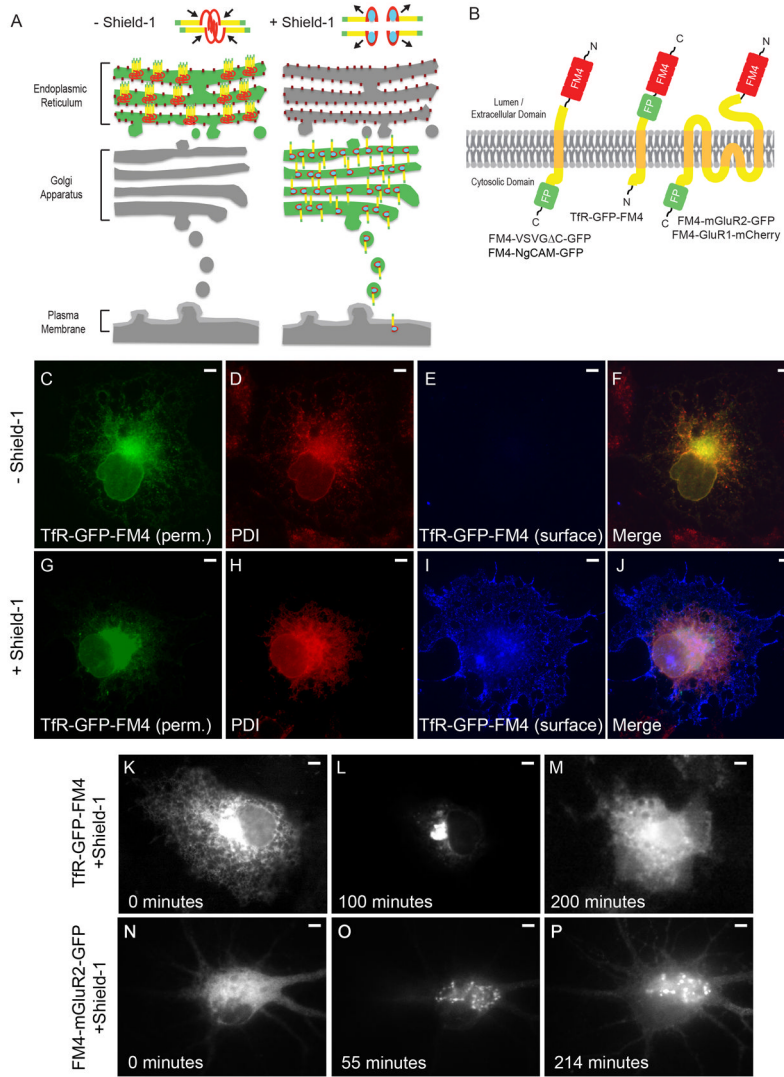 A
- Shield-1
+ Shield-1
Endoplasmic
Reticulum
Golgi
Apparatus
Plasma
Membrane
B
N
FM4
C
FM4
FP
N
FM4
Lumen /
Extracellular Domain
Cytosolic Domain
FP
C
N
TfR-GFP-FM4
FP
C
FM4-VSVGΔC-GFP
FM4-NgCAM-GFP
FM4-mGluR2-GFP
FM4-GluR1-mCherry
- Shield-1
C
TfR-GFP-FM4 (perm.)
D
PDI
E
TfR-GFP-FM4 (surface)
F
Merge
+ Shield-1
G
TfR-GFP-FM4 (perm.)
H
PDI
I
TfR-GFP-FM4 (surface)
J
Merge
TfR-GFP-FM4
+Shield-1
K
0 minutes
L
100 minutes
M
200 minutes
FM4-mGluR2-GFP
+Shield-1
N
0 minutes
O
55 minutes
P
214 minutes